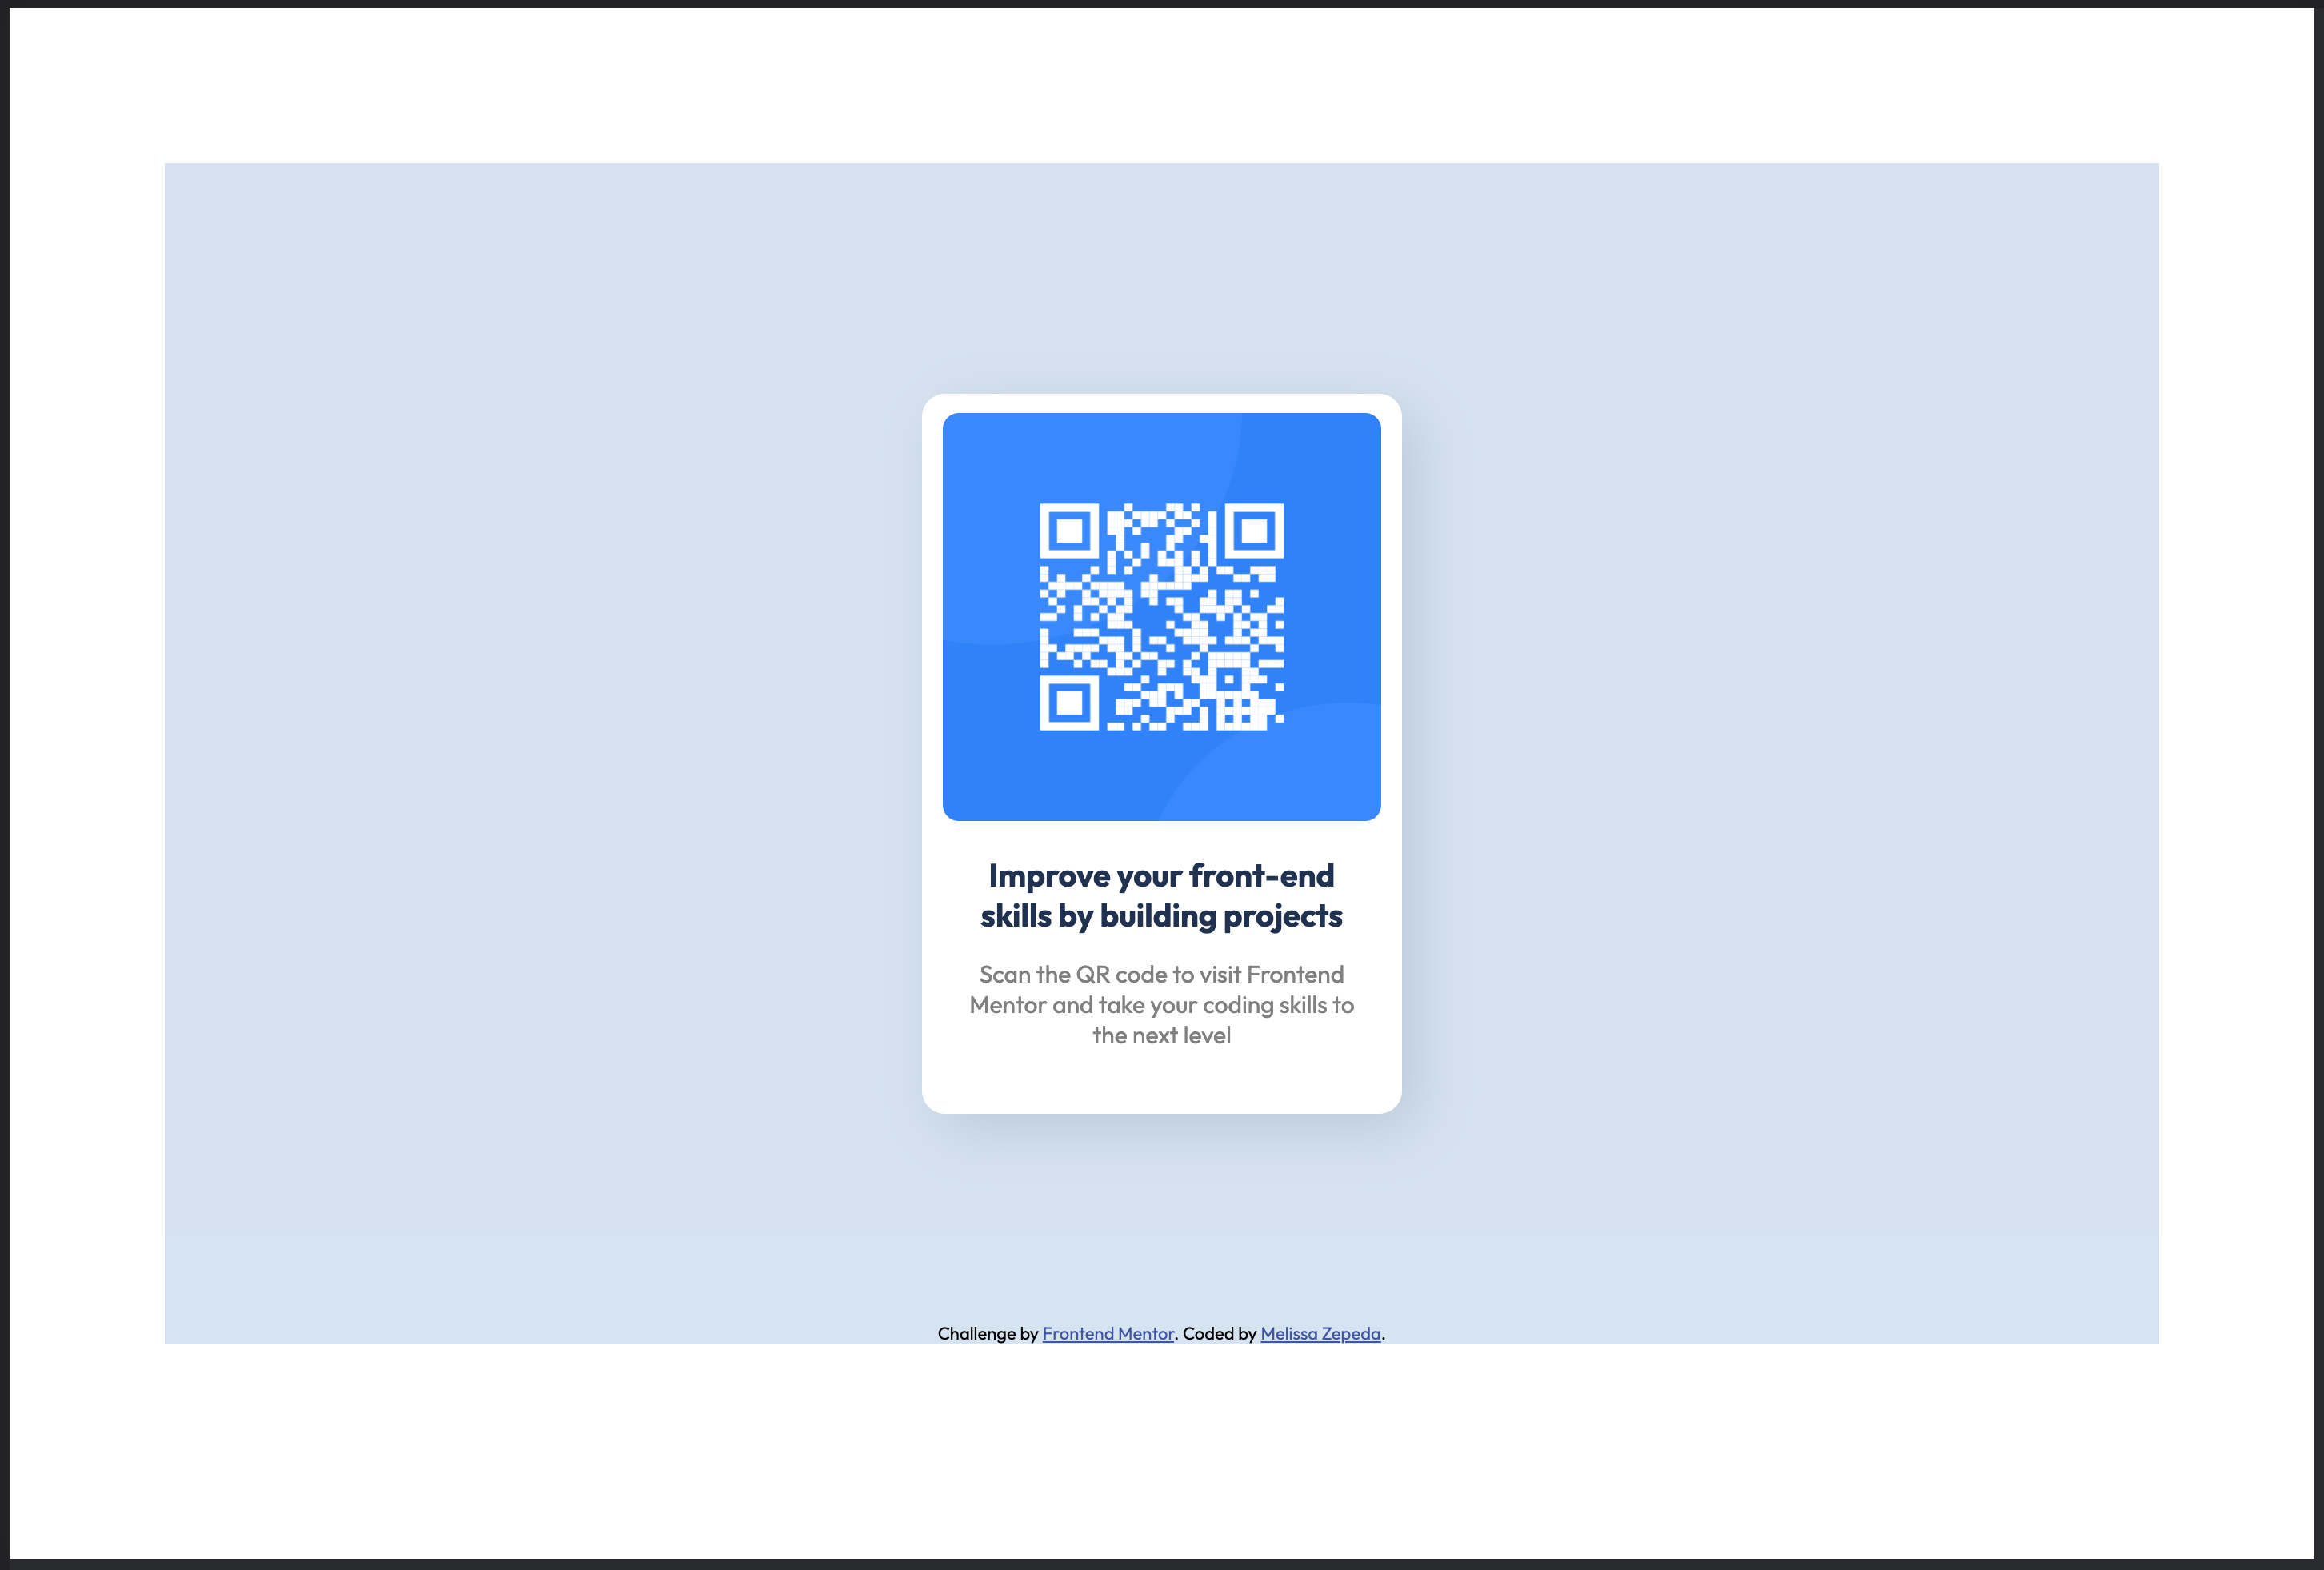 Improve your front-end
skills by building projects
Scan the QR code to visit Frontend
Mentor and take your coding skills to
the next level
Challenge by Frontend Mentor. Coded by Melissa Zepeda.